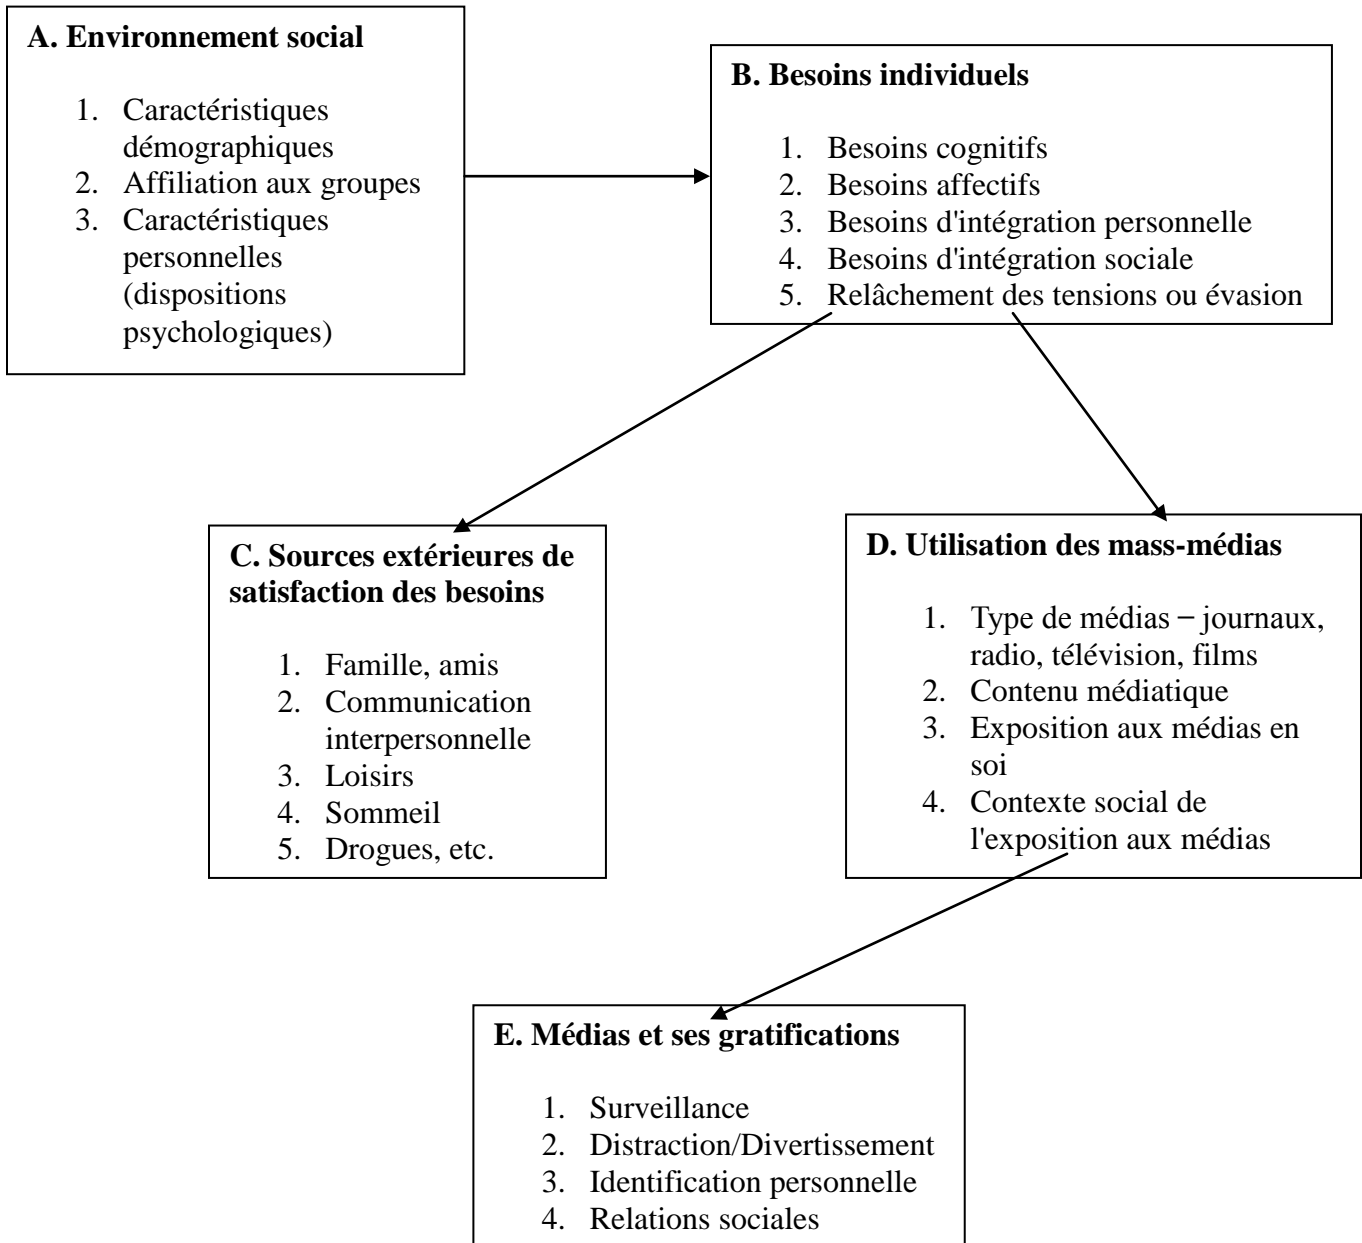 A. Environnement social
1. Caractéristiques
démographiques
2. Affiliation aux groupes
3. Caractéristiques
personnelles
(dispositions
psychologiques)
B. Besoins individuels
1. Besoins cognitifs
2. Besoins affectifs
3. Besoins d'intégration personnelle
4. Besoins d'intégration sociale
5. Relâchement des tensions ou évasion
C. Sources extérieures de
satisfaction des besoins
1. Famille, amis
2. Communication
interpersonnelle
3. Loisirs
4. Sommeil
5. Drogues, etc.
D. Utilisation des mass-médias
1. Type de médias – journaux,
radio, télévision, films
2. Contenu médiatique
3. Exposition aux médias en
soi
4. Contexte social de
l'exposition aux médias
E. Médias et ses gratifications
1. Surveillance
2. Distraction/Divertissement
3. Identification personnelle
4. Relations sociales